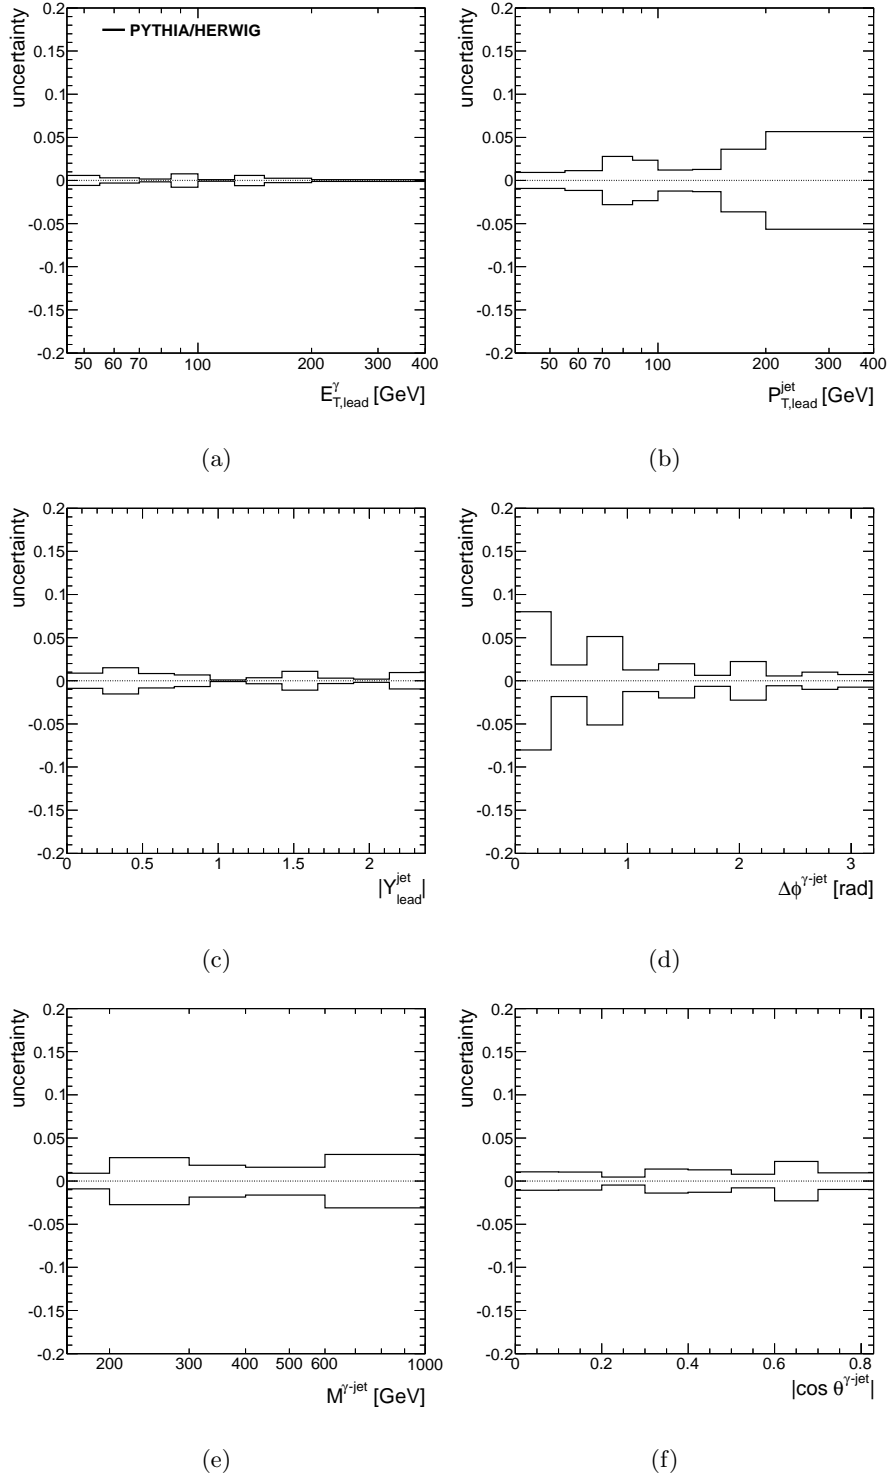 uncertainty
0.2
0.15
0.1
0.05
0
-0.05
-0.1
-0.15
-0.2
PYTHIA/HERWIG
50 60 70 100 200 300 400
E^γ_T,lead [GeV]
(a)
uncertainty
0.2
0.15
0.1
0.05
0
-0.05
-0.1
-0.15
-0.2
50 60 70 100 200 300 400
P^jet_T,lead [GeV]
(b)
uncertainty
0.2
0.15
0.1
0.05
0
-0.05
-0.1
-0.15
-0.2
0 0.5 1 1.5 2
|Y^jet_lead|
(c)
uncertainty
0.2
0.15
0.1
0.05
0
-0.05
-0.1
-0.15
-0.2
0 1 2 3
Δϕ^γ-jet [rad]
(d)
uncertainty
0.2
0.15
0.1
0.05
0
-0.05
-0.1
-0.15
-0.2
200 300 400 500 600 1000
M^γ-jet [GeV]
(e)
uncertainty
0.2
0.15
0.1
0.05
0
-0.05
-0.1
-0.15
-0.2
0 0.2 0.4 0.6 0.8
|cos θ^γ-jet|
(f)